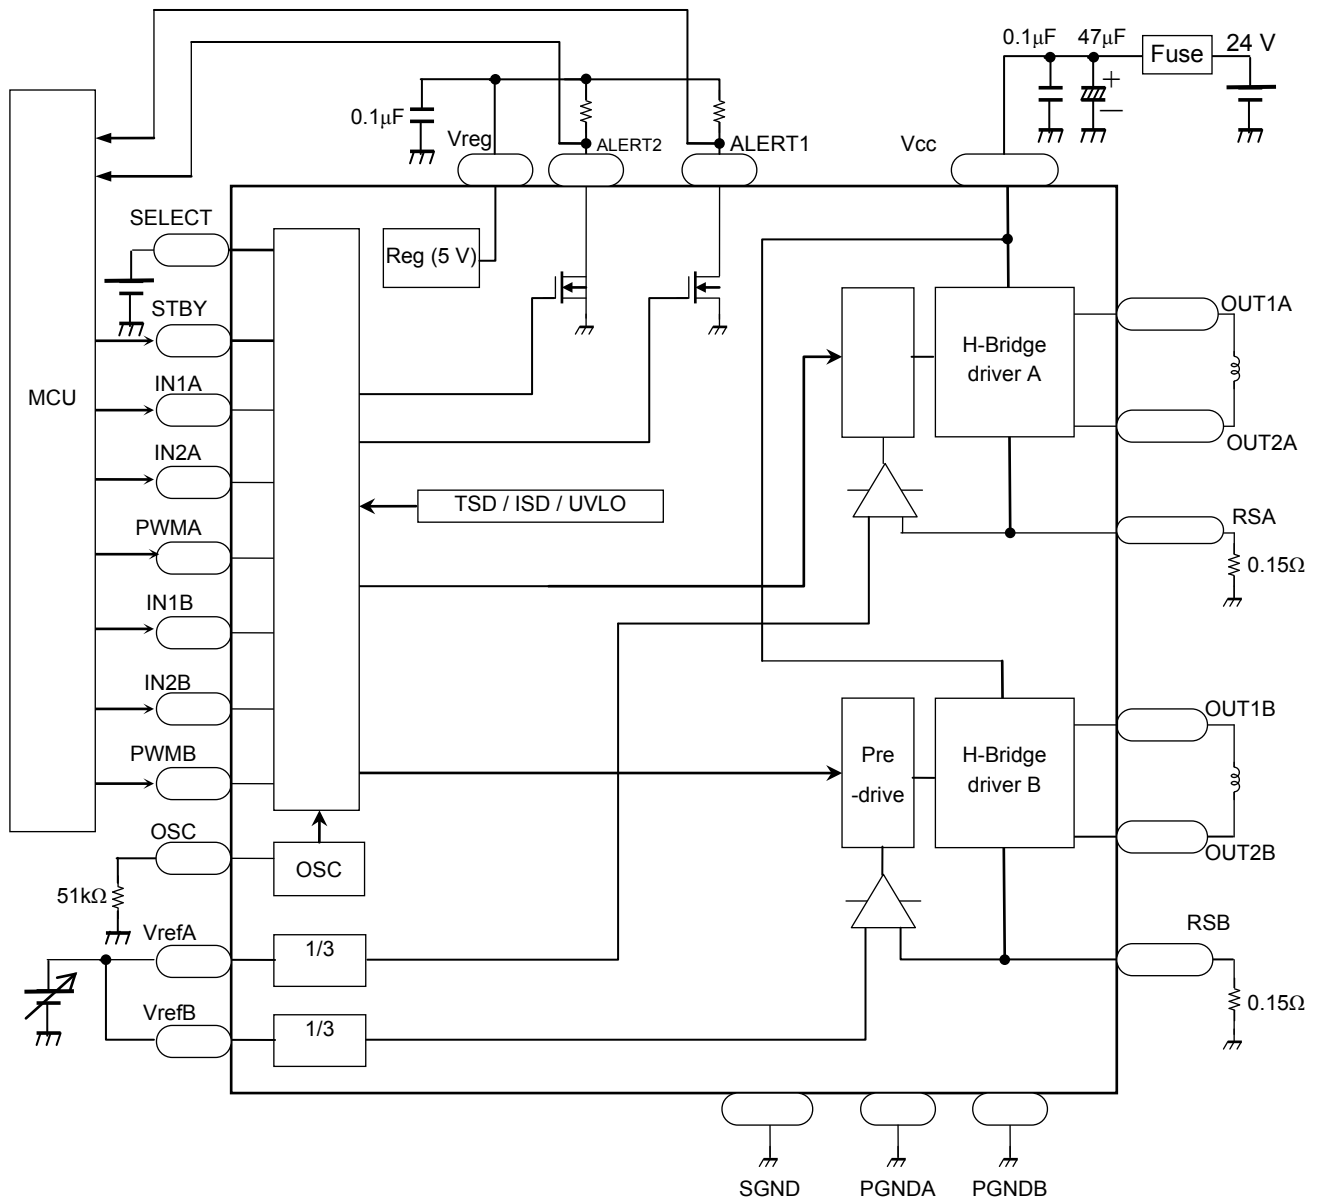 0.1μF
47μF
Fuse
24 V
0.1μF
Vreg
ALERT2
ALERT1
Vcc
SELECT
Reg (5 V)
STBY
OUT1A
H-Bridge
driver A
IN1A
MCU
OUT2A
IN2A
TSD / ISD / UVLO
RSA
PWMA
0.15Ω
IN1B
IN2B
OUT1B
PWMB
Pre
-drive
H-Bridge
driver B
OSC
OUT2B
OSC
51kΩ
VrefA
1/3
RSB
VrefB
1/3
0.15Ω
SGND
PGNDA
PGNDB